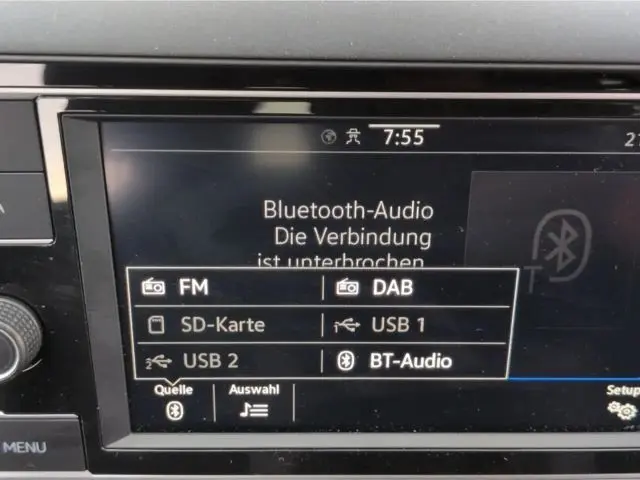 7:55
Bluetooth-Audio
Die Verbindung
ist unterbrochen
FM DAB
SD-Karte USB 1
2 USB 2 BT-Audio
Quelle Auswahl Setup
MENU